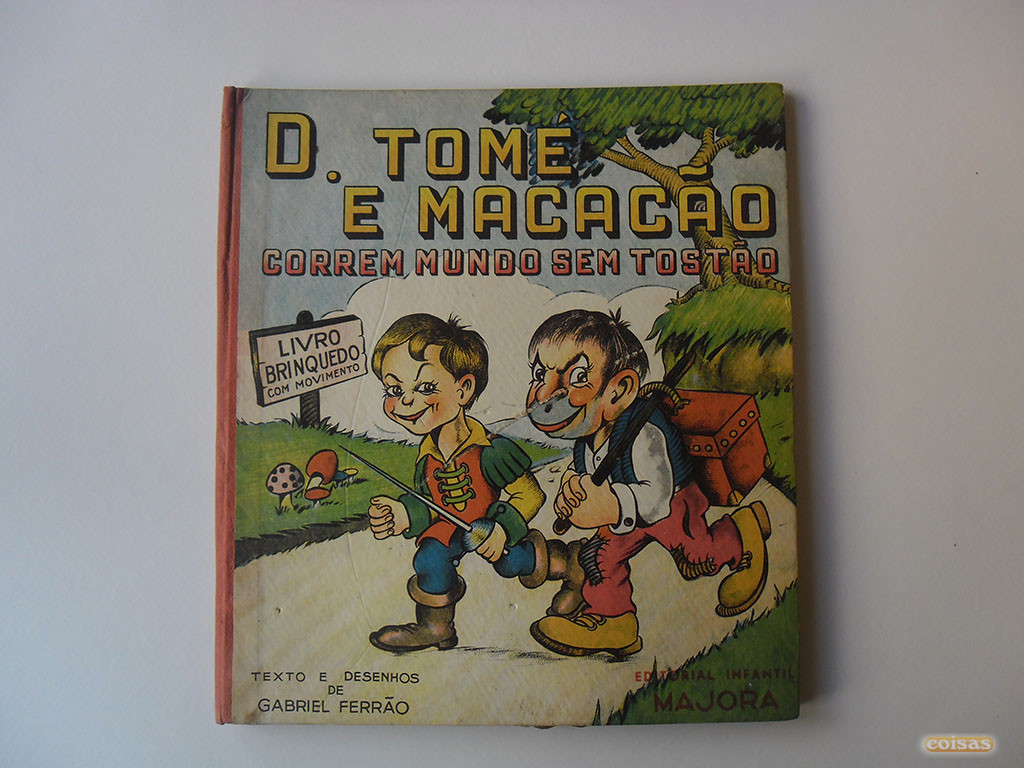 D. TOMÉ
E MACACÃO
CORREM MUNDO SEM TOSTÃO
LIVRO
BRINQUEDO
COM MOVIMENTO
TEXTO E DESENHOS
DE
GABRIEL FERRÃO
EDITORIAL INFANTIL
MAJORA
coisas